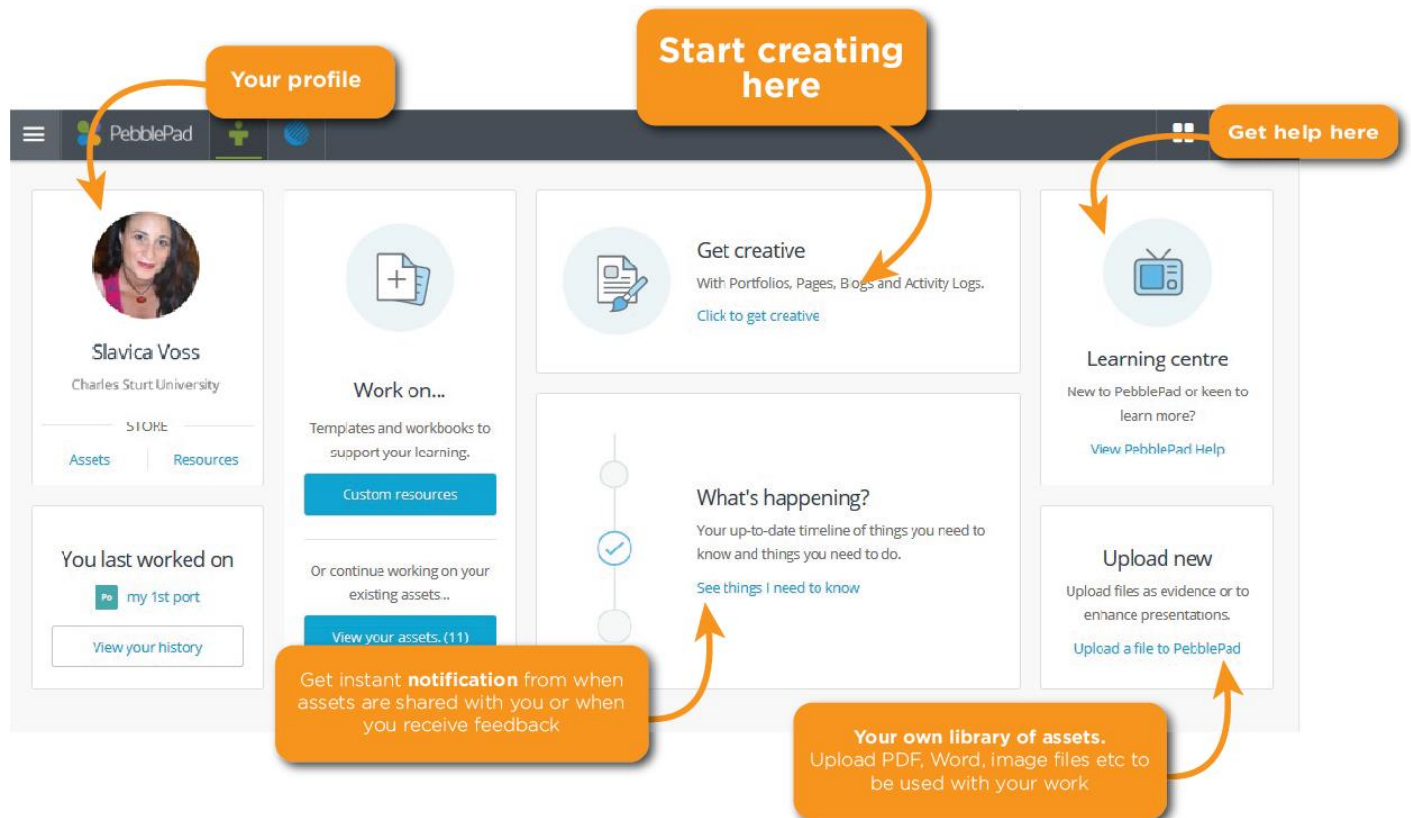 Your profile
Start creating
here
Get help here
PebblePad
Slavica Voss
Charles Sturt University
STORE
Assets
Resources
You last worked on
Po my 1st port
View your history
Work on...
Templates and workbooks to
support your learning.
Custom resources
Or continue working on your
existing assets...
View your assets. (11)
Get creative
With Portfolios, Pages, Blogs and Activity Logs.
Click to get creative
What's happening?
Your up-to-date timeline of things you need to
know and things you need to do.
See things I need to know
Learning centre
New to PebblePad or keen to
learn more?
View PebblePad Help
Upload new
Upload files as evidence or to
enhance presentations.
Upload a file to PebblePad
Get instant notification from when
assets are shared with you or when
you receive feedback
Your own library of assets.
Upload PDF, Word, image files etc to
be used with your work